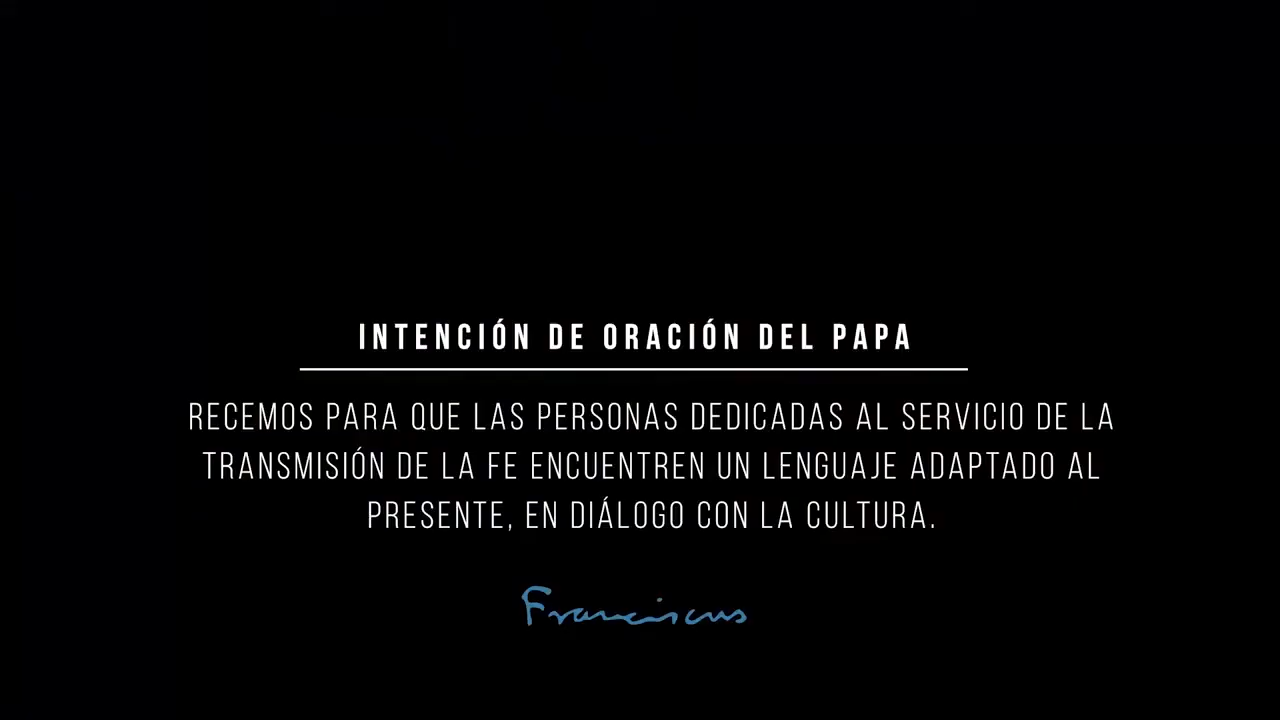 INTENCIÓN DE ORACIÓN DEL PAPA
RECEMOS PARA QUE LAS PERSONAS DEDICADAS AL SERVICIO DE LA
TRANSMISIÓN DE LA FE ENCUENTREN UN LENGUAJE ADAPTADO AL
PRESENTE, EN DIÁLOGO CON LA CULTURA.
Franciscus